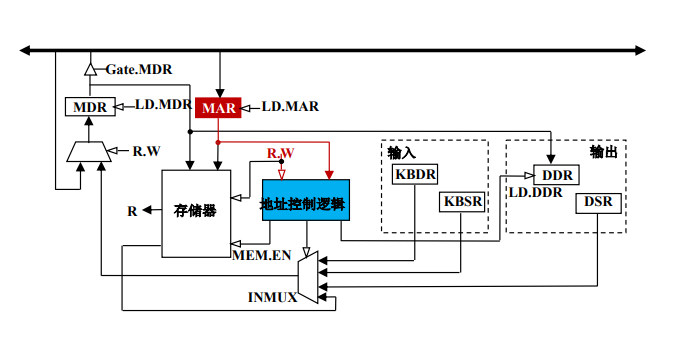 Gate.MDR
MDR
LD.MDR
MAR
LD.MAR
R.W
R.W
输入
KBDR
KBSR
输出
DDR
LD.DDR
DSR
R
存储器
地址控制逻辑
MEM.EN
INMUX